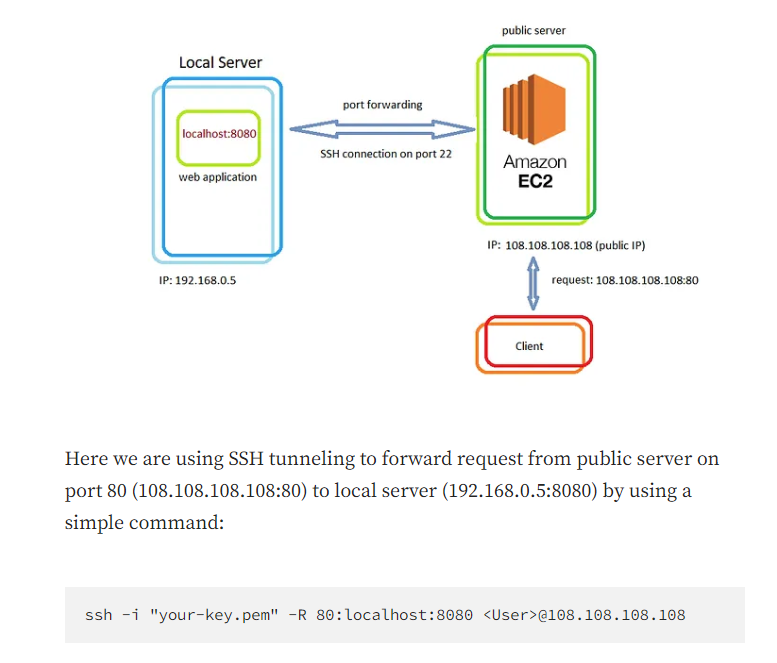 public server
Local Server
port forwarding
localhost:8080
SSH connection on port 22
Amazon
EC2
web application
IP: 108.108.108.108 (public IP)
IP: 192.168.0.5
request: 108.108.108.108:80
Client
Here we are using SSH tunneling to forward request from public server on
port 80 (108.108.108.108:80) to local server (192.168.0.5:8080) by using a
simple command:
ssh -i "your-key.pem" -R 80:localhost:8080 <User>@108.108.108.108